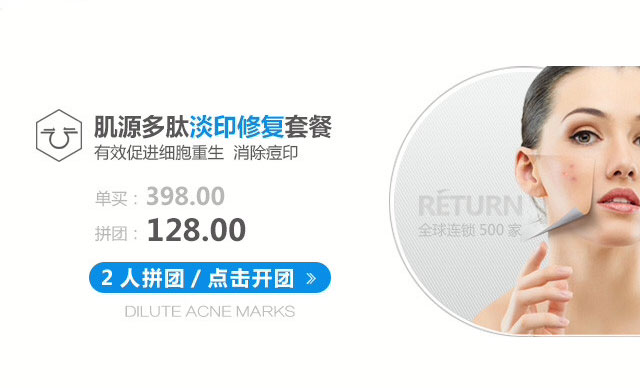 肌源多肽淡印修复套餐
有效促进细胞重生 消除痘印
单买：398.00
拼团：128.00
2人拼团 / 点击开团 »
DILUTE ACNE MARKS
RETURN
全球连锁 500 家